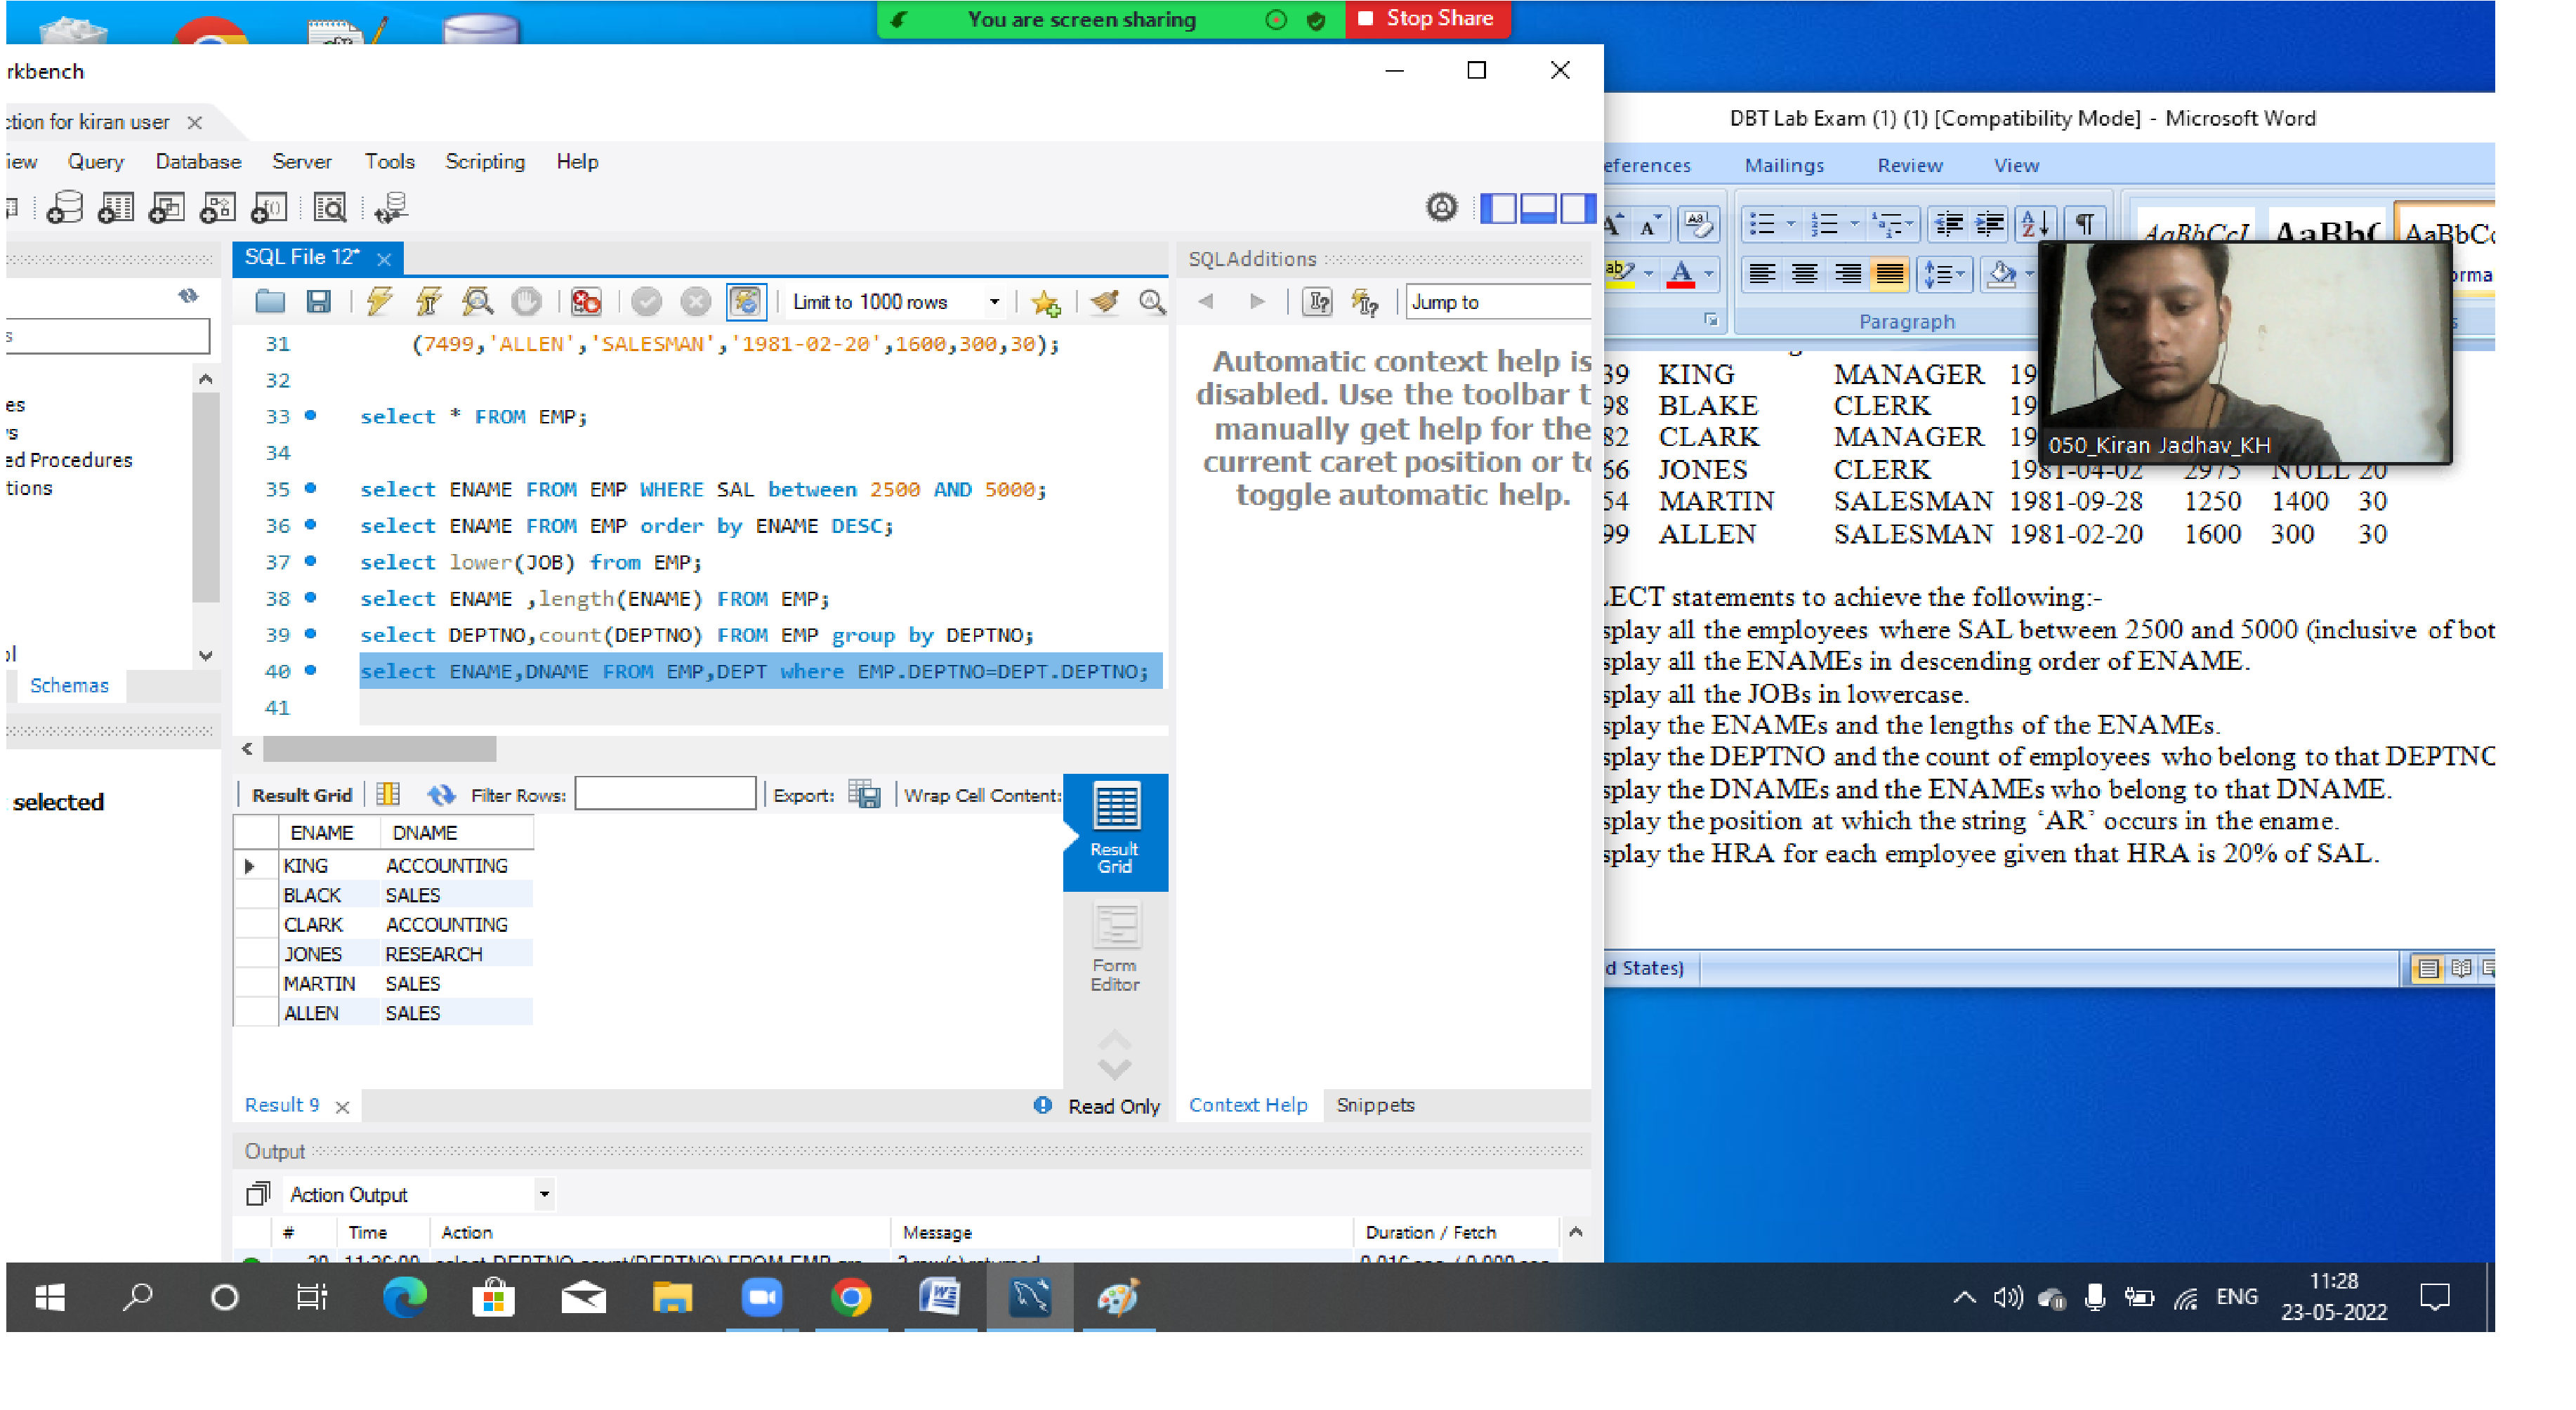 You are screen sharing
Stop Share
rkbench
ction for kiran user
iew Query Database Server Tools Scripting Help
SQL File 12*
Limit to 1000 rows
31 (7499,'ALLEN','SALESMAN','1981-02-20',1600,300,30);
32
33 select * FROM EMP;
34
35 select ENAME FROM EMP WHERE SAL between 2500 AND 5000;
36 select ENAME FROM EMP order by ENAME DESC;
37 select lower(JOB) from EMP;
38 select ENAME ,length(ENAME) FROM EMP;
39 select DEPTNO,count(DEPTNO) FROM EMP group by DEPTNO;
40 select ENAME,DNAME FROM EMP,DEPT where EMP.DEPTNO=DEPT.DEPTNO;
41
s
es
rs
ed Procedures
tions
ol
Schemas
selected
Result Grid Filter Rows: Export: Wrap Cell Content:
ENAME DNAME
KING ACCOUNTING
BLACK SALES
CLARK ACCOUNTING
JONES RESEARCH
MARTIN SALES
ALLEN SALES
Result Grid
Form Editor
Result 9
Read Only
SQLAdditions
Jump to
Automatic context help is
disabled. Use the toolbar t
manually get help for the
current caret position or to
toggle automatic help.
Context Help Snippets
Output
Action Output
# Time Action Message Duration / Fetch
DBT Lab Exam (1) (1) [Compatibility Mode] - Microsoft Word
eferences Mailings Review View
AaBbCcI AaBbC AaBbCc
orma
Paragraph
39 KING MANAGER 19
98 BLAKE CLERK 19
82 CLARK MANAGER 19
66 JONES CLERK 1981-04-02 2975 NULL 20
54 MARTIN SALESMAN 1981-09-28 1250 1400 30
99 ALLEN SALESMAN 1981-02-20 1600 300 30
050_Kiran Jadhav_KH
LECT statements to achieve the following:-
splay all the employees where SAL between 2500 and 5000 (inclusive of bot
splay all the ENAMEs in descending order of ENAME.
splay all the JOBs in lowercase.
splay the ENAMEs and the lengths of the ENAMEs.
splay the DEPTNO and the count of employees who belong to that DEPTNO
splay the DNAMEs and the ENAMEs who belong to that DNAME.
splay the position at which the string ‘AR’ occurs in the ename.
splay the HRA for each employee given that HRA is 20% of SAL.
d States)
ENG
11:28
23-05-2022